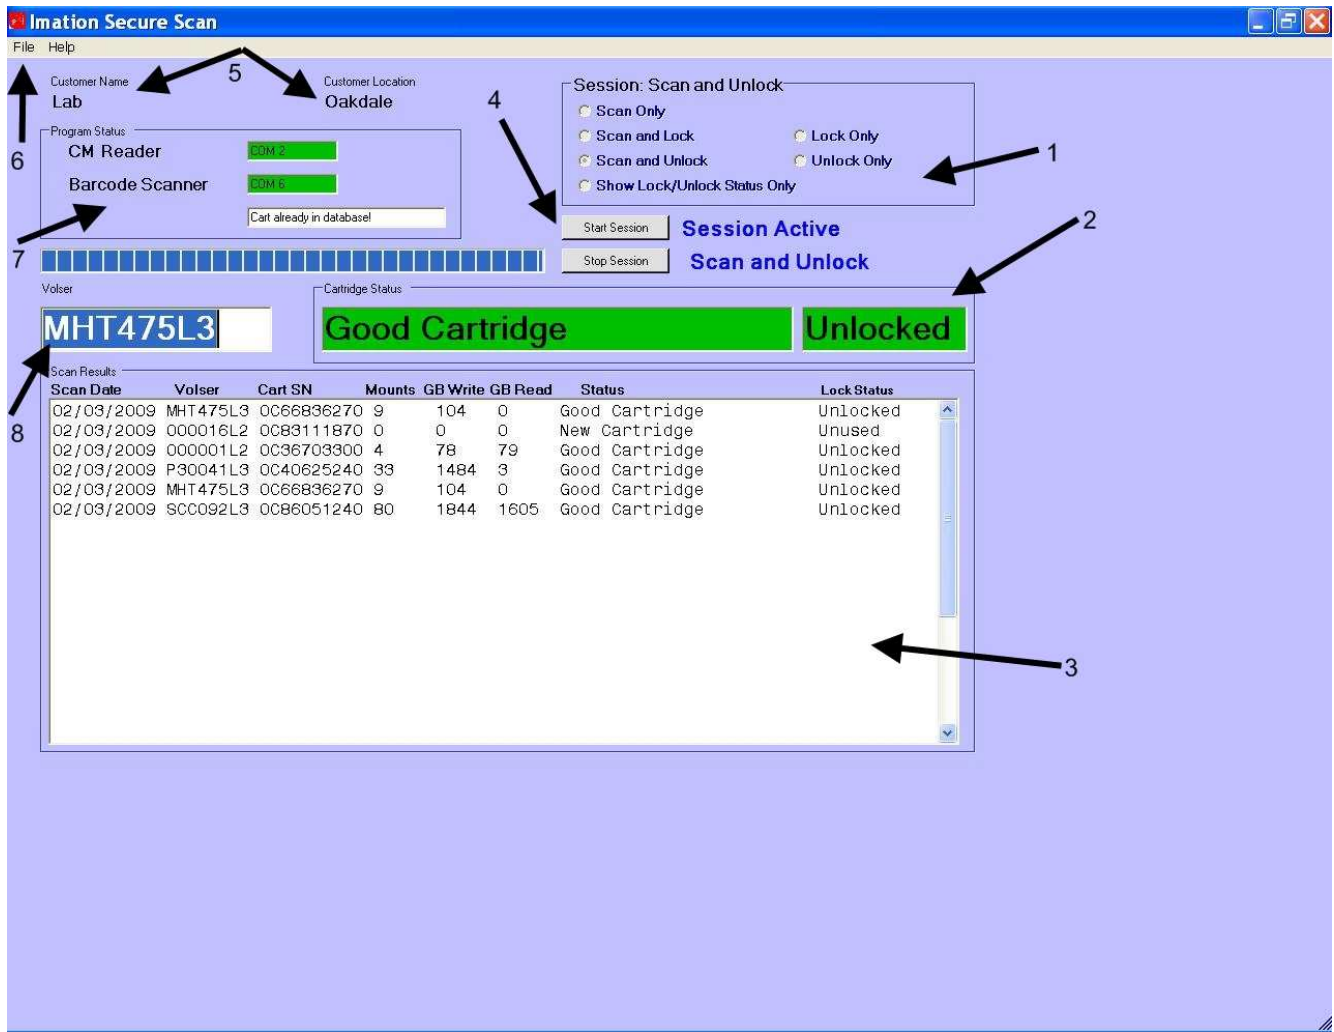 Imation Secure Scan
File Help
5
Customer Name Customer Location
Lab Oakdale
6
Program Status
CM Reader COM 2
Barcode Scanner COM 6
Cart already in database!
7
4
Session: Scan and Unlock
Scan Only
Scan and Lock Lock Only
Scan and Unlock Unlock Only
Show Lock/Unlock Status Only
1
Start Session Session Active
Stop Session Scan and Unlock
2
Volser
MHT475L3
8
Cartridge Status
Good Cartridge Unlocked
Scan Results
Scan Date Volser Cart SN Mounts GB Write GB Read Status Lock Status
02/03/2009 MHT475L3 0C66836270 9 104 0 Good Cartridge Unlocked
02/03/2009 000016L2 0C83111870 0 0 0 New Cartridge Unused
02/03/2009 000001L2 0C36703300 4 78 79 Good Cartridge Unlocked
02/03/2009 P30041L3 0C40625240 33 1484 3 Good Cartridge Unlocked
02/03/2009 MHT475L3 0C66836270 9 104 0 Good Cartridge Unlocked
02/03/2009 SCC092L3 0C86051240 80 1844 1605 Good Cartridge Unlocked
3